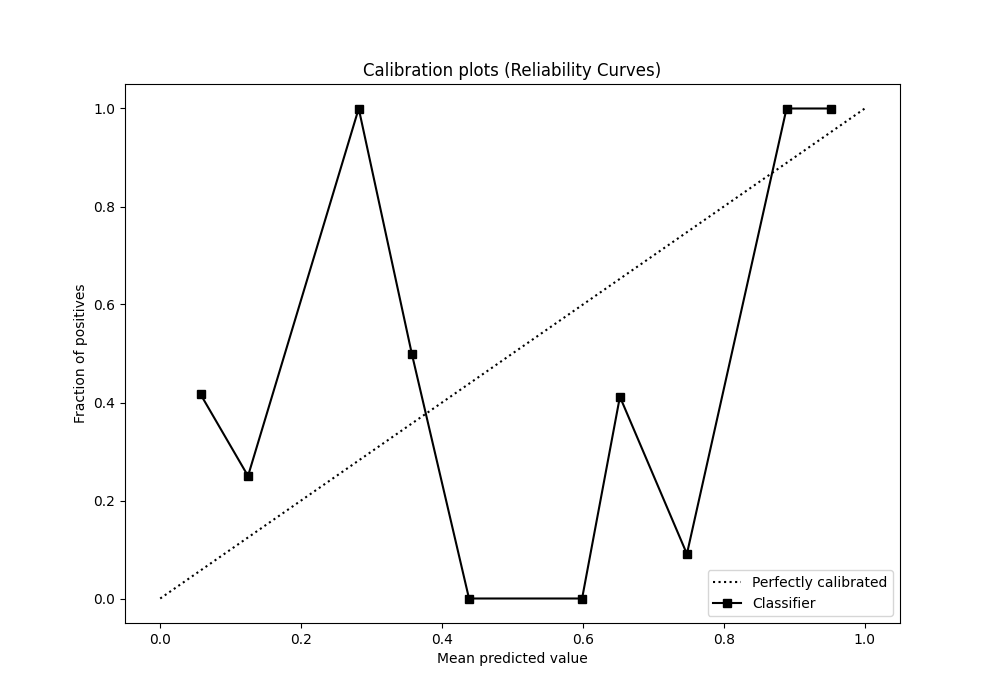 Calibration plots (Reliability Curves)
Fraction of positives
1.0
0.8
0.6
0.4
0.2
0.0
0.0 0.2 0.4 0.6 0.8 1.0
Mean predicted value
Perfectly calibrated
Classifier